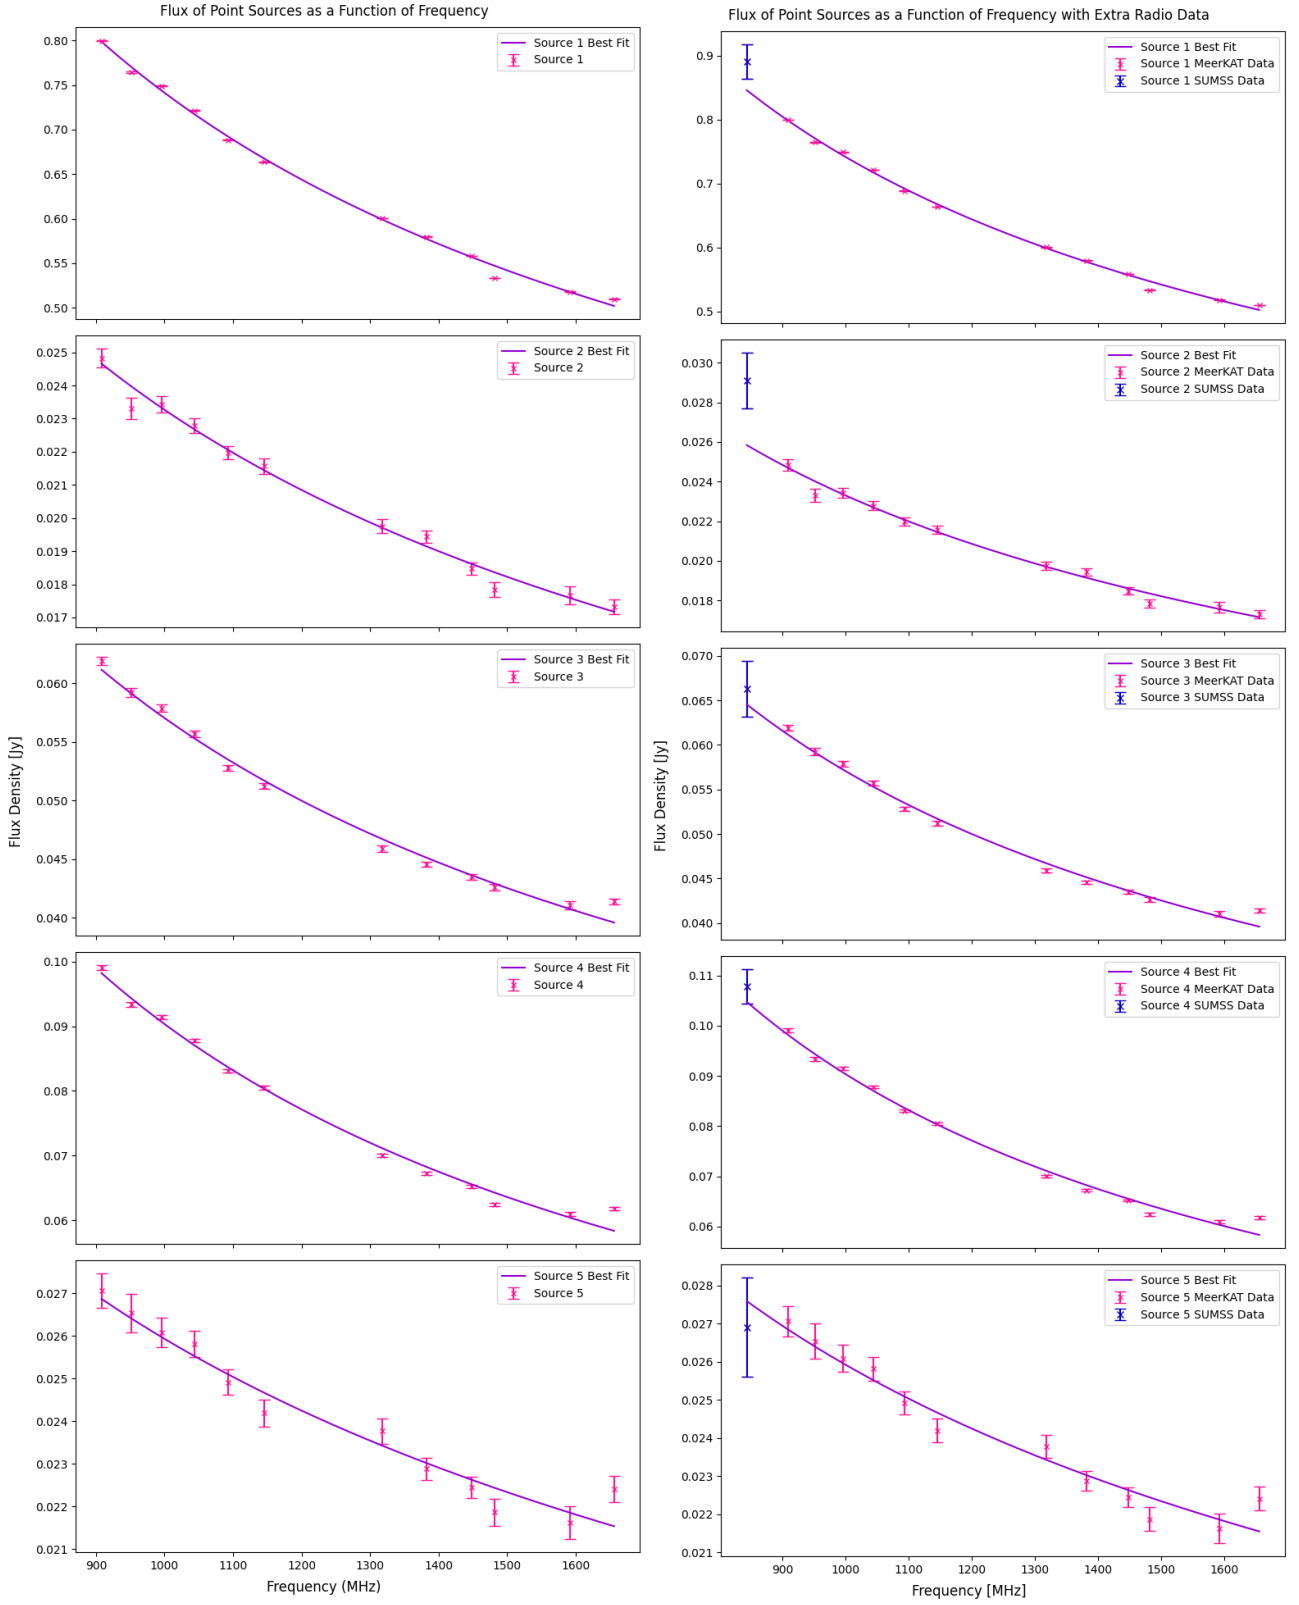 Flux of Point Sources as a Function of Frequency
Source 1 Best Fit
Source 1
0.80
0.75
0.70
0.65
0.60
0.55
0.50
Source 2 Best Fit
Source 2
0.025
0.024
0.023
0.022
0.021
0.020
0.019
0.018
0.017
Source 3 Best Fit
Source 3
0.060
0.055
0.050
0.045
0.040
Flux Density [Jy]
Source 4 Best Fit
Source 4
0.10
0.09
0.08
0.07
0.06
Source 5 Best Fit
Source 5
0.027
0.026
0.025
0.024
0.023
0.022
0.021
900 1000 1100 1200 1300 1400 1500 1600
Frequency (MHz)
Flux of Point Sources as a Function of Frequency with Extra Radio Data
Source 1 Best Fit
Source 1 MeerKAT Data
Source 1 SUMSS Data
0.9
0.8
0.7
0.6
0.5
Source 2 Best Fit
Source 2 MeerKAT Data
Source 2 SUMSS Data
0.030
0.028
0.026
0.024
0.022
0.020
0.018
Source 3 Best Fit
Source 3 MeerKAT Data
Source 3 SUMSS Data
0.070
0.065
0.060
0.055
0.050
0.045
0.040
Flux Density [Jy]
Source 4 Best Fit
Source 4 MeerKAT Data
Source 4 SUMSS Data
0.11
0.10
0.09
0.08
0.07
0.06
Source 5 Best Fit
Source 5 MeerKAT Data
Source 5 SUMSS Data
0.028
0.027
0.026
0.025
0.024
0.023
0.022
0.021
900 1000 1100 1200 1300 1400 1500 1600
Frequency [MHz]